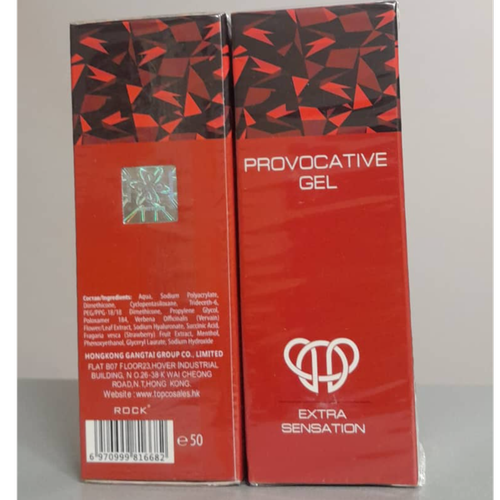 Состав/Ingredients: Aqua, Sodium Polyacrylate,
Dimethicone, Cyclopentasiloxane, Trideceth-6,
PEG/PPG-18/18 Dimethicone, Propylene Glycol,
Poloxamer 184, Verbena Officinalis (Vervain)
Flower/Leaf Extract, Sodium Hyaluronate, Succinic Acid,
Fragaria vesca (Strawberry) Fruit Extract, Menthol,
Phenoxyethanol, Glyceryl Laurate, Sodium Hydroxide
HONGKONG GANGTAI GROUP CO., LIMITED
FLAT B07 FLOOR23,HOVER INDUSTRIAL
BUILDING, N O.26-38 K WAI CHEONG
ROAD,N.T,HONG KONG.
Website : www.topcosales.hk
ROCK
6 970999 816682
e 50
PROVOCATIVE
GEL
EXTRA
SENSATION